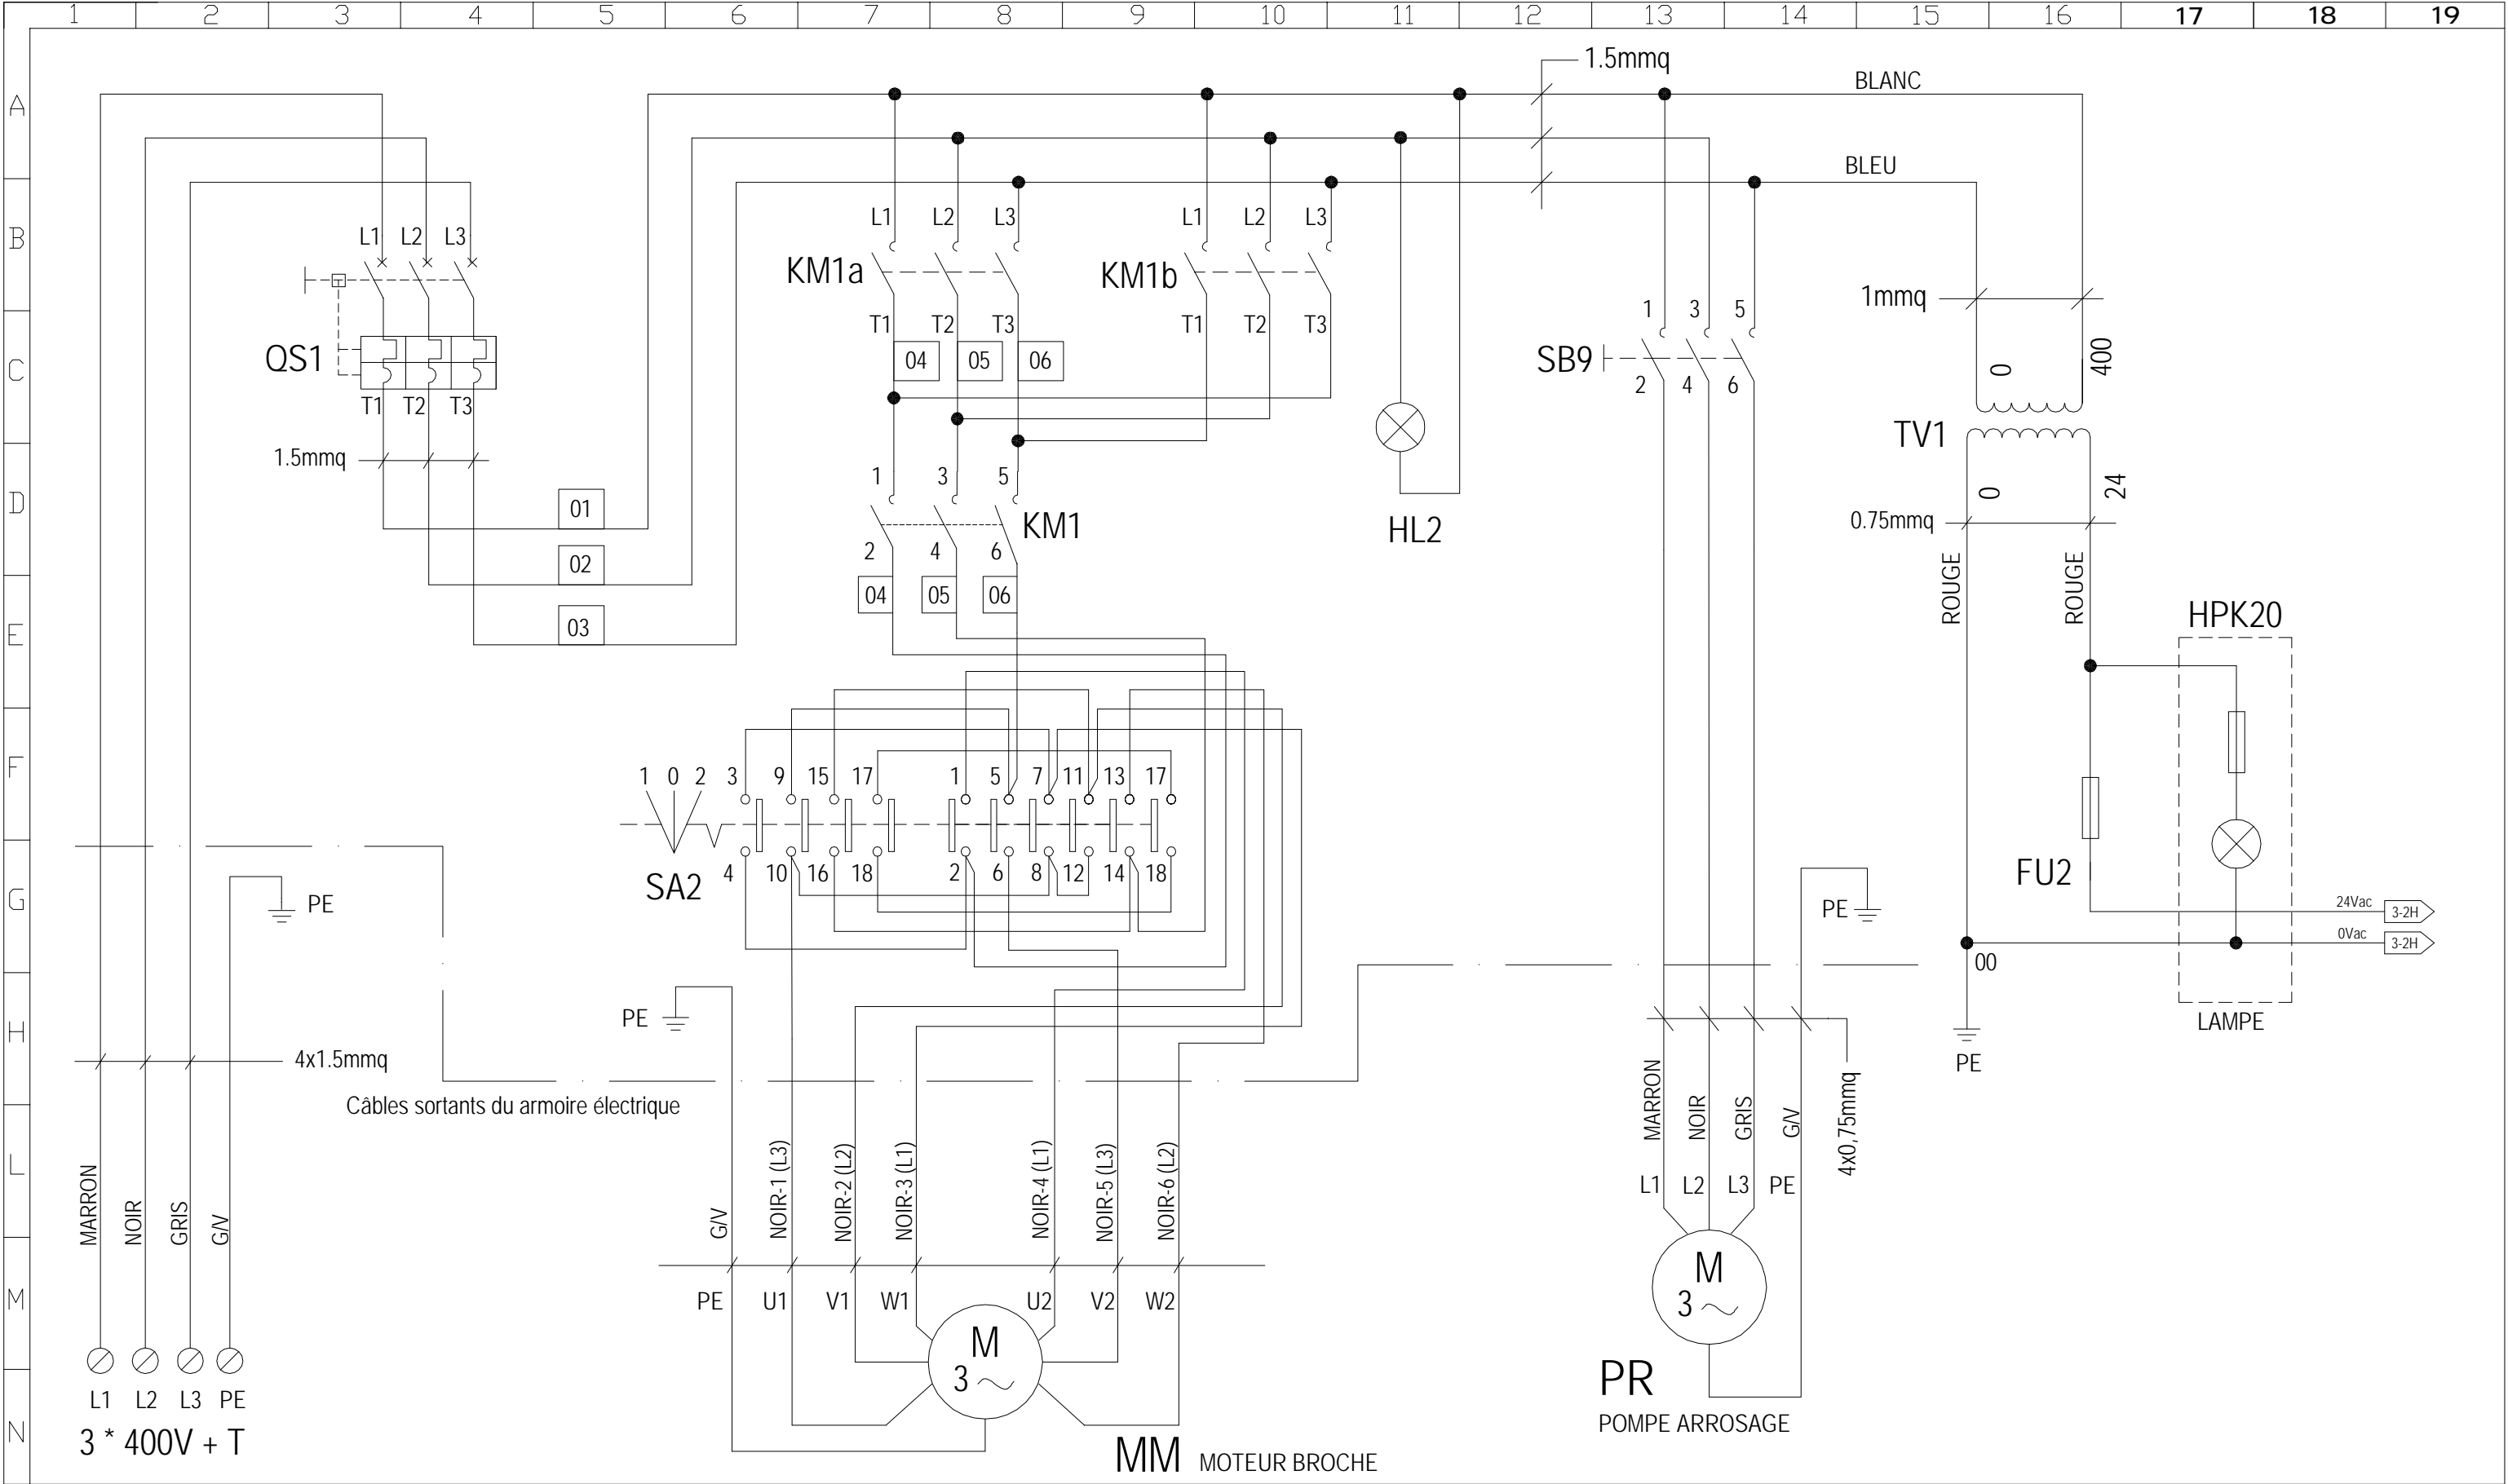 1 2 3 4 5 6 7 8 9 10 11 12 13 14 15 16 17 18 19
A
B
C
D
E
F
G
H
L
M
N
1.5mmq
BLANC
BLEU
L1 L2 L3
QS1
T1 T2 T3
1.5mmq
01
02
03
L1 L2 L3
KM1a
T1 T2 T3
04 05 06
L1 L2 L3
KM1b
T1 T2 T3
1 3 5
KM1
2 4 6
04 05 06
HL2
1 3 5
SB9
2 4 6
1mmq
0 400
TV1
0 24
0.75mmq
ROUGE ROUGE
HPK20
FU2
LAMPE
24Vac 3-2H
0Vac 3-2H
00
PE
1 0 2
3 9 15 17 1 5 7 11 13 17
SA2
4 10 16 18 2 6 8 12 14 18
PE
PE
PE
4x1.5mmq
Câbles sortants du armoire électrique
MARRON NOIR GRIS G/V
L1 L2 L3 PE
3 * 400V + T
G/V NOIR-1 (L3) NOIR-2 (L2) NOIR-3 (L1) NOIR-4 (L1) NOIR-5 (L3) NOIR-6 (L2)
PE U1 V1 W1 U2 V2 W2
M
3
MM MOTEUR BROCHE
MARRON NOIR GRIS G/V
4x0,75mmq
L1 L2 L3 PE
M
3
PR
POMPE ARROSAGE